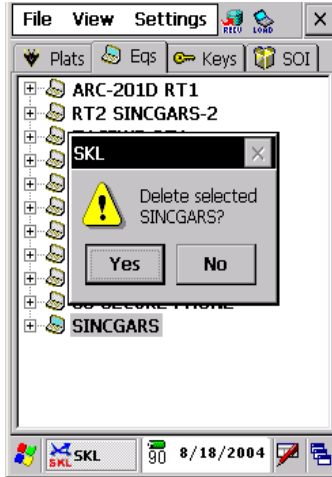 File View Settings RECV LOAD
Plats Eqs Keys SOI
ARC-201D RT1
RT2 SINCGARS-2
SKL
Delete selected
SINCGARS?
Yes No
SINCGARS
SKL 90 8/18/2004